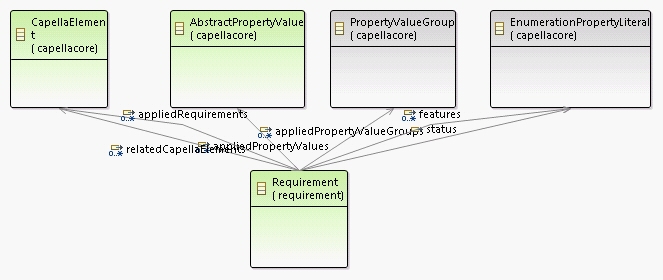 CapellaElemen
t
( capellacore)
AbstractPropertyValue
( capellacore)
PropertyValueGroup
( capellacore)
EnumerationPropertyLiteral
( capellacore)
0..* appliedRequirements
0..* features
0..* appliedPropertyValueGroups
status
0..* relatedCapellaElements
0..* appliedPropertyValues
Requirement
( requirement)